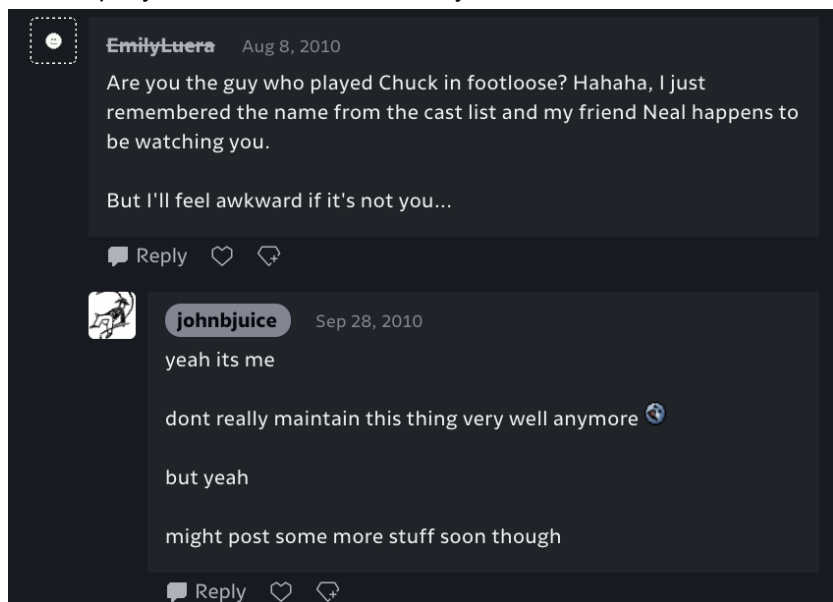 EmilyLuera Aug 8, 2010
Are you the guy who played Chuck in footloose? Hahaha, I just
remembered the name from the cast list and my friend Neal happens to
be watching you.
But I'll feel awkward if it's not you...
Reply
johnbjuice Sep 28, 2010
yeah its me
dont really maintain this thing very well anymore
but yeah
might post some more stuff soon though
Reply